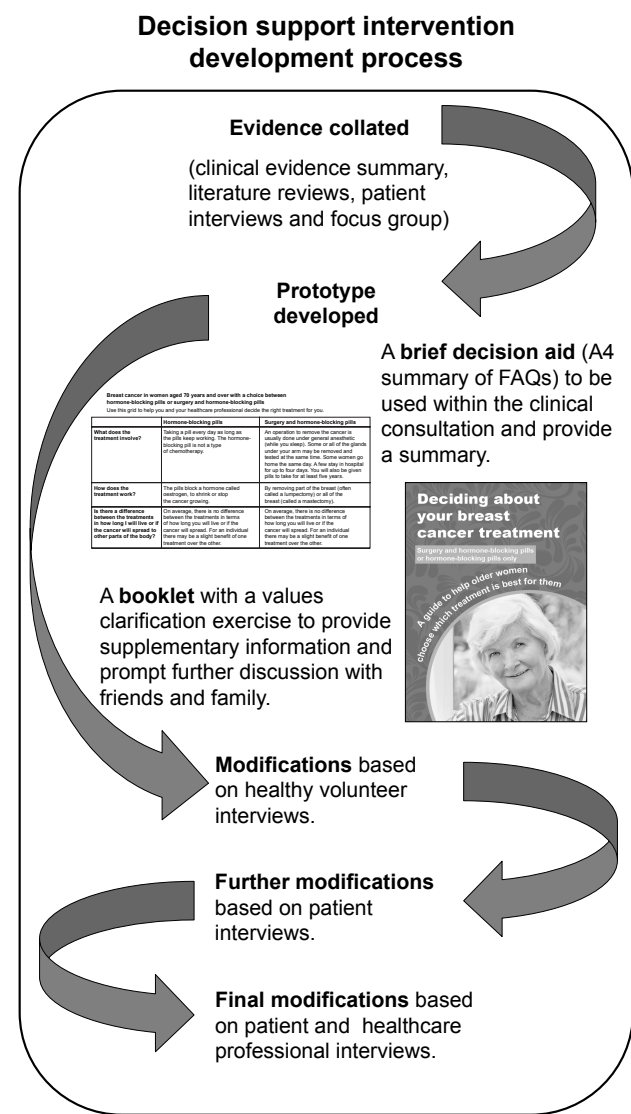 Decision support intervention
development process
Evidence collated
(clinical evidence summary,
literature reviews, patient
interviews and focus group)
Prototype
developed
A brief decision aid (A4
summary of FAQs) to be
used within the clinical
consultation and provide
a summary.
Breast cancer in women aged 70 years and over with a choice between
hormone-blocking pills or surgery and hormone-blocking pills
Use this grid to help you and your healthcare professional decide the right treatment for you.
Hormone-blocking pills
Surgery and hormone-blocking pills
What does the
treatment involve?
Taking a pill every day as long as
the pills keep working. The hormone-
blocking pill is not a type
of chemotherapy.
An operation to remove the cancer is
usually done under general anesthetic
(while you sleep). Some or all of the glands
under your arm may be removed and
tested at the same time. Some women go
home the same day. A few stay in hospital
for up to four days. You will also be given
pills to take for at least five years.
How does the
treatment work?
The pills block a hormone called
oestrogen, to shrink or stop
the cancer growing.
By removing part of the breast (often
called a lumpectomy) or all of the
breast (called a mastectomy).
Is there a difference
between the treatments
in how long I will live or if
the cancer will spread to
other parts of the body?
On average, there is no difference
between the treatments in terms
of how long you will live or if the
cancer will spread. For an individual
there may be a slight benefit of one
treatment over the other.
On average, there is no difference
between the treatments in terms of
how long you will live or if the
cancer will spread. For an individual
there may be a slight benefit of one
treatment over the other.
Deciding about
your breast
cancer treatment
Surgery and hormone-blocking pills
or hormone-blocking pills only
A guide to help older women
choose which treatment is best for them
A booklet with a values
clarification exercise to provide
supplementary information and
prompt further discussion with
friends and family.
Modifications based
on healthy volunteer
interviews.
Further modifications
based on patient
interviews.
Final modifications based
on patient and healthcare
professional interviews.